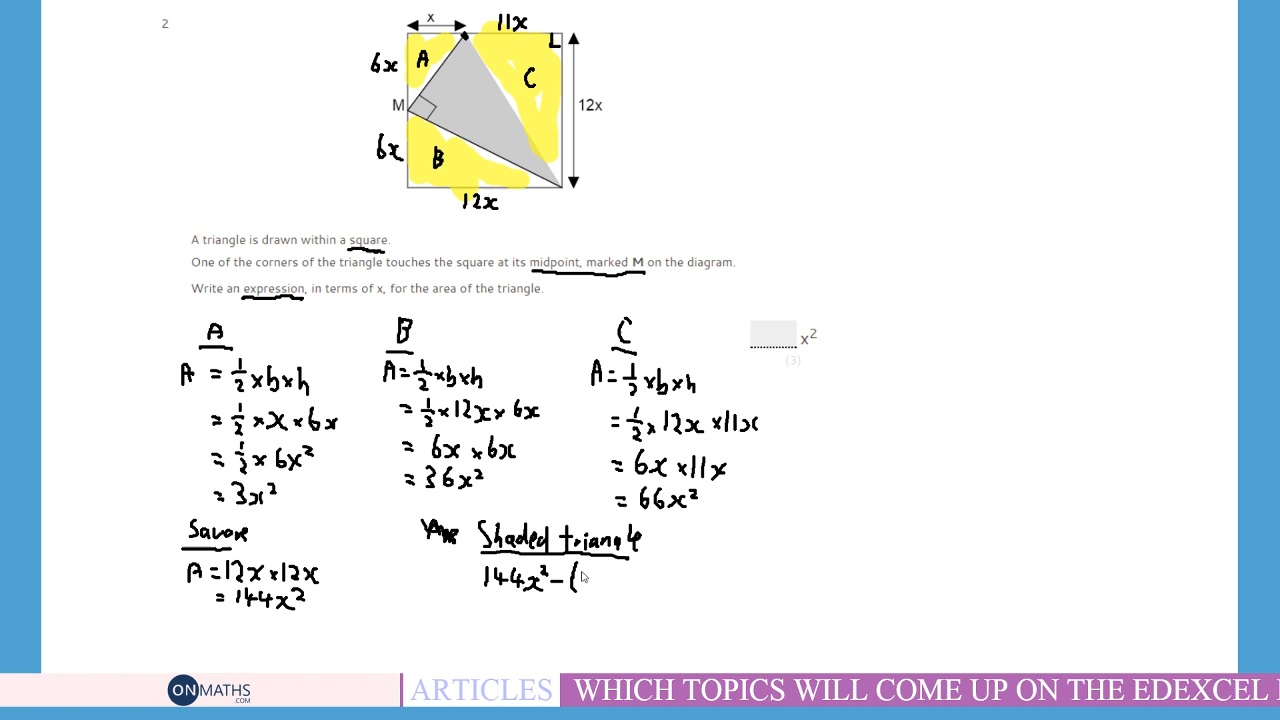 2
x
11x
6x
A
C
M
12x
6x
B
12x
A triangle is drawn within a square.
One of the corners of the triangle touches the square at its midpoint, marked M on the diagram.
Write an expression, in terms of x, for the area of the triangle.
A
A = 1/2 × b × h
= 1/2 × x × 6x
= 1/2 × 6x²
= 3x²
B
A = 1/2 × b × h
= 1/2 × 12x × 6x
= 6x × 6x
= 36x²
C
A = 1/2 × b × h
= 1/2 × 12x × 11x
= 6x × 11x
= 66x²
x²
(3)
Square
A = 12x × 12x
= 144x²
Shaded triangle
144x² − (
ONMATHS
.COM
ARTICLES
WHICH TOPICS WILL COME UP ON THE EDEXCEL